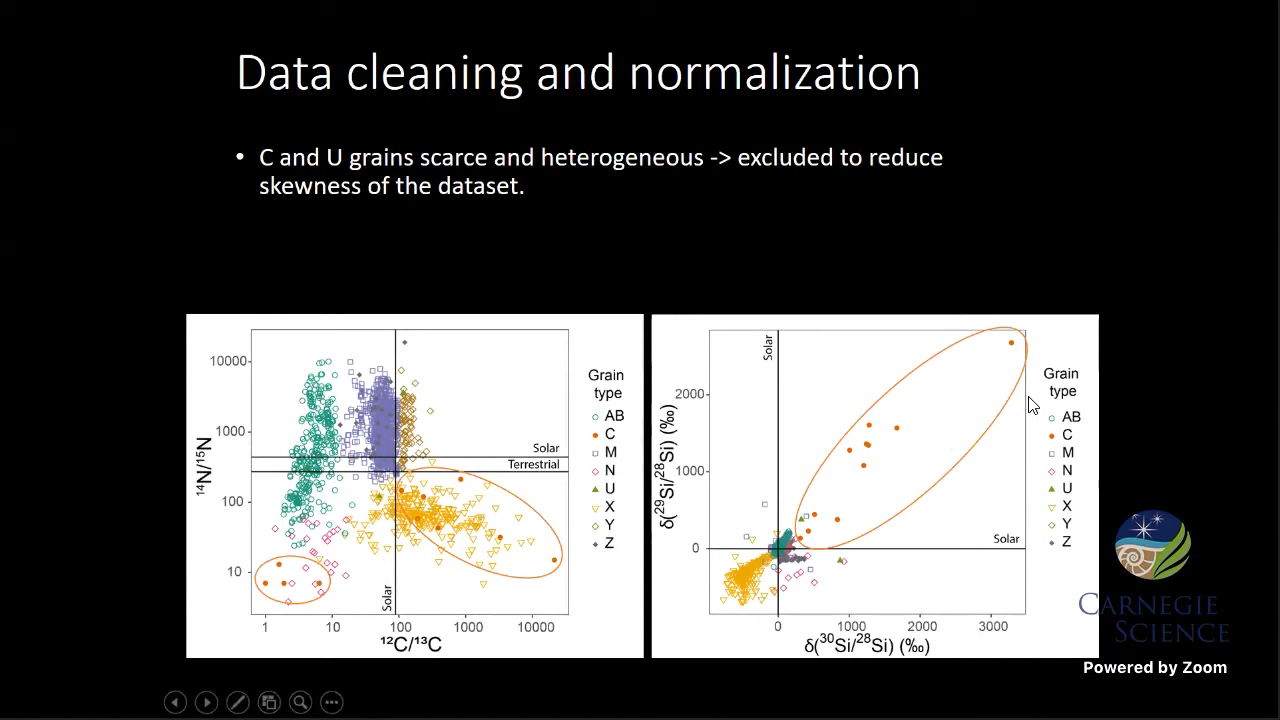 Data cleaning and normalization
• C and U grains scarce and heterogeneous -> excluded to reduce
skewness of the dataset.
10000
1000
100
10
¹⁴N/¹⁵N
1
10
100
1000
10000
¹²C/¹³C
Solar
Terrestrial
Solar
Grain
type
AB
C
M
N
U
X
Y
Z
2000
1000
0
δ(²⁹Si/²⁸Si) (‰)
0
1000
2000
3000
δ(³⁰Si/²⁸Si) (‰)
Solar
Solar
Grain
type
AB
C
M
N
U
X
Y
Z
CARNEGIE
SCIENCE
Powered by Zoom